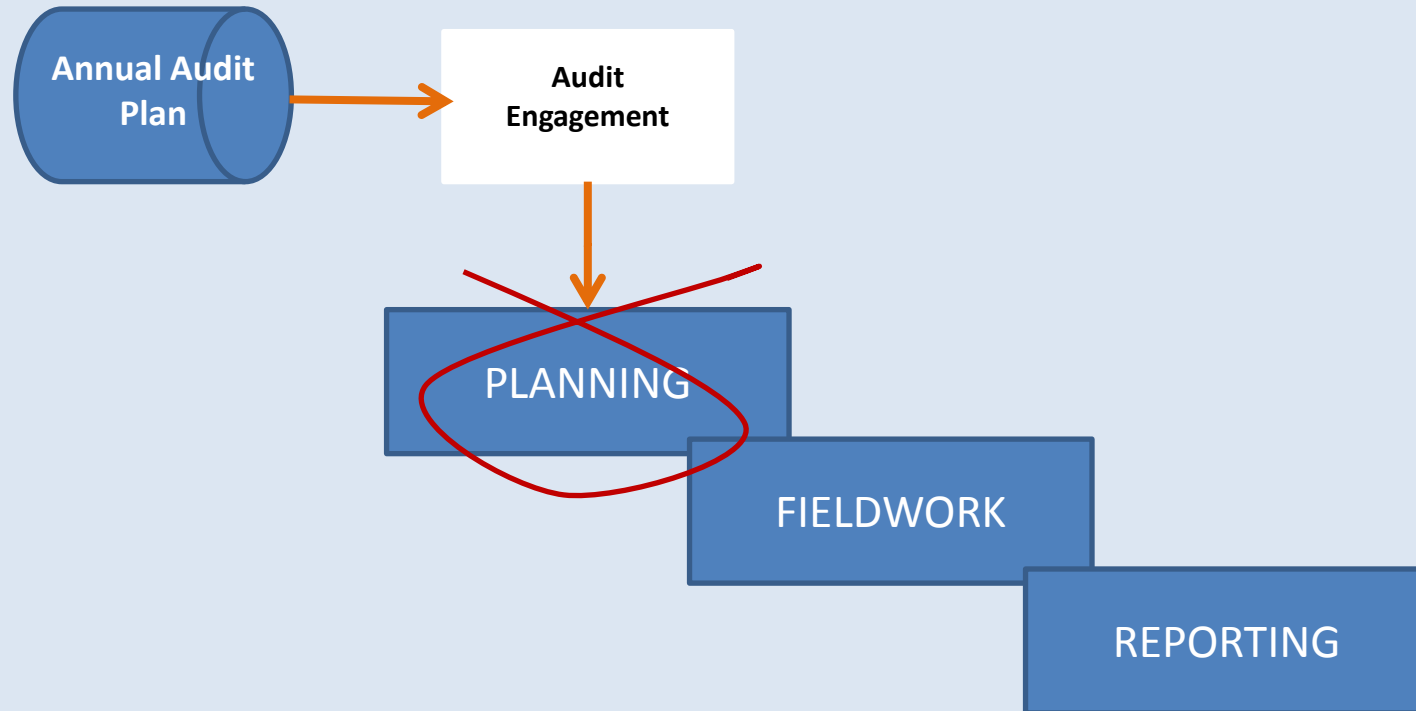 Annual Audit
Plan
Audit
Engagement
PLANNING
FIELDWORK
REPORTING